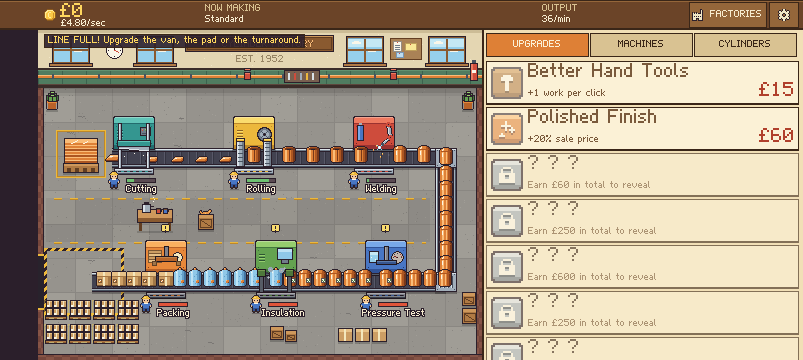 £0
£4.80/sec
NOW MAKING
Standard
OUTPUT
36/min
FACTORIES
LINE FULL! Upgrade the van, the pad or the turnaround.
EST. 1952
UPGRADES
MACHINES
CYLINDERS
Better Hand Tools
+1 work per click
£15
Polished Finish
+20% sale price
£60
? ? ?
Earn £60 in total to reveal
? ? ?
Earn £250 in total to reveal
? ? ?
Earn £600 in total to reveal
? ? ?
Earn £250 in total to reveal
? ? ?
Cutting
Rolling
Welding
Packing
Insulation
Pressure Test